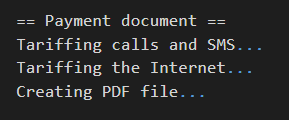 == Payment document ==
Tariffing calls and SMS...
Tariffing the Internet...
Creating PDF file...